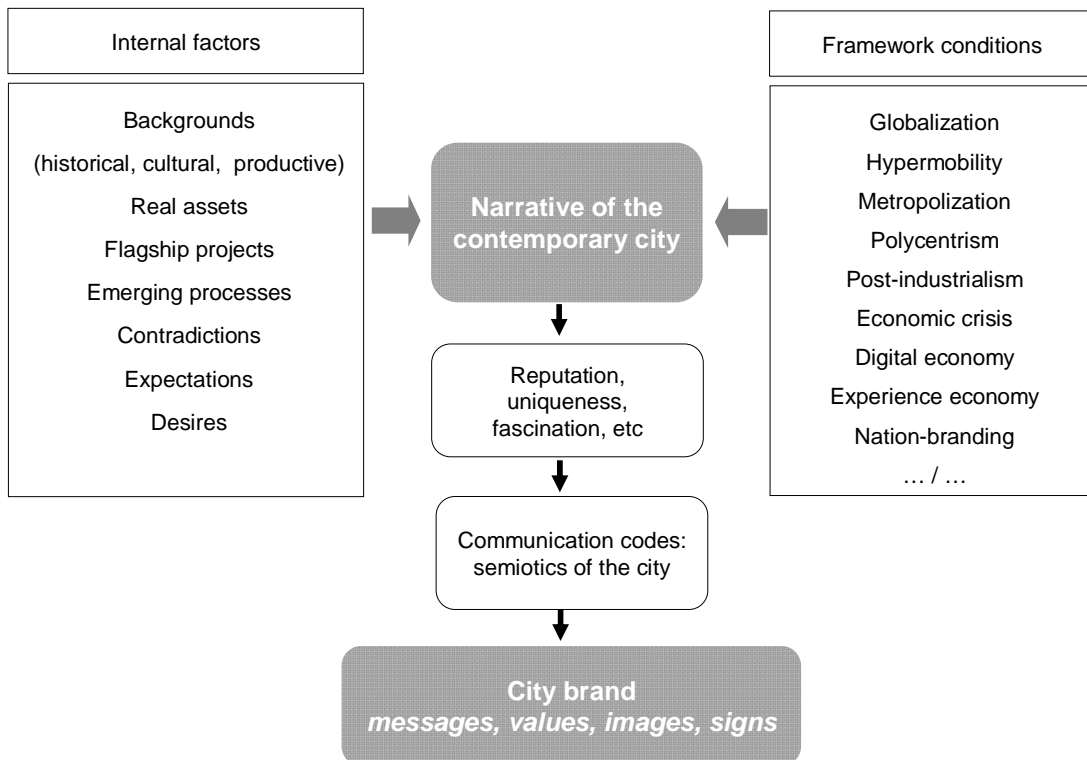 Internal factors
Backgrounds
(historical, cultural, productive)
Real assets
Flagship projects
Emerging processes
Contradictions
Expectations
Desires
Narrative of the
contemporary city
Reputation,
uniqueness,
fascination, etc
Communication codes:
semiotics of the city
City brand
messages, values, images, signs
Framework conditions
Globalization
Hypermobility
Metropolization
Polycentrism
Post-industrialism
Economic crisis
Digital economy
Experience economy
Nation-branding
… / …